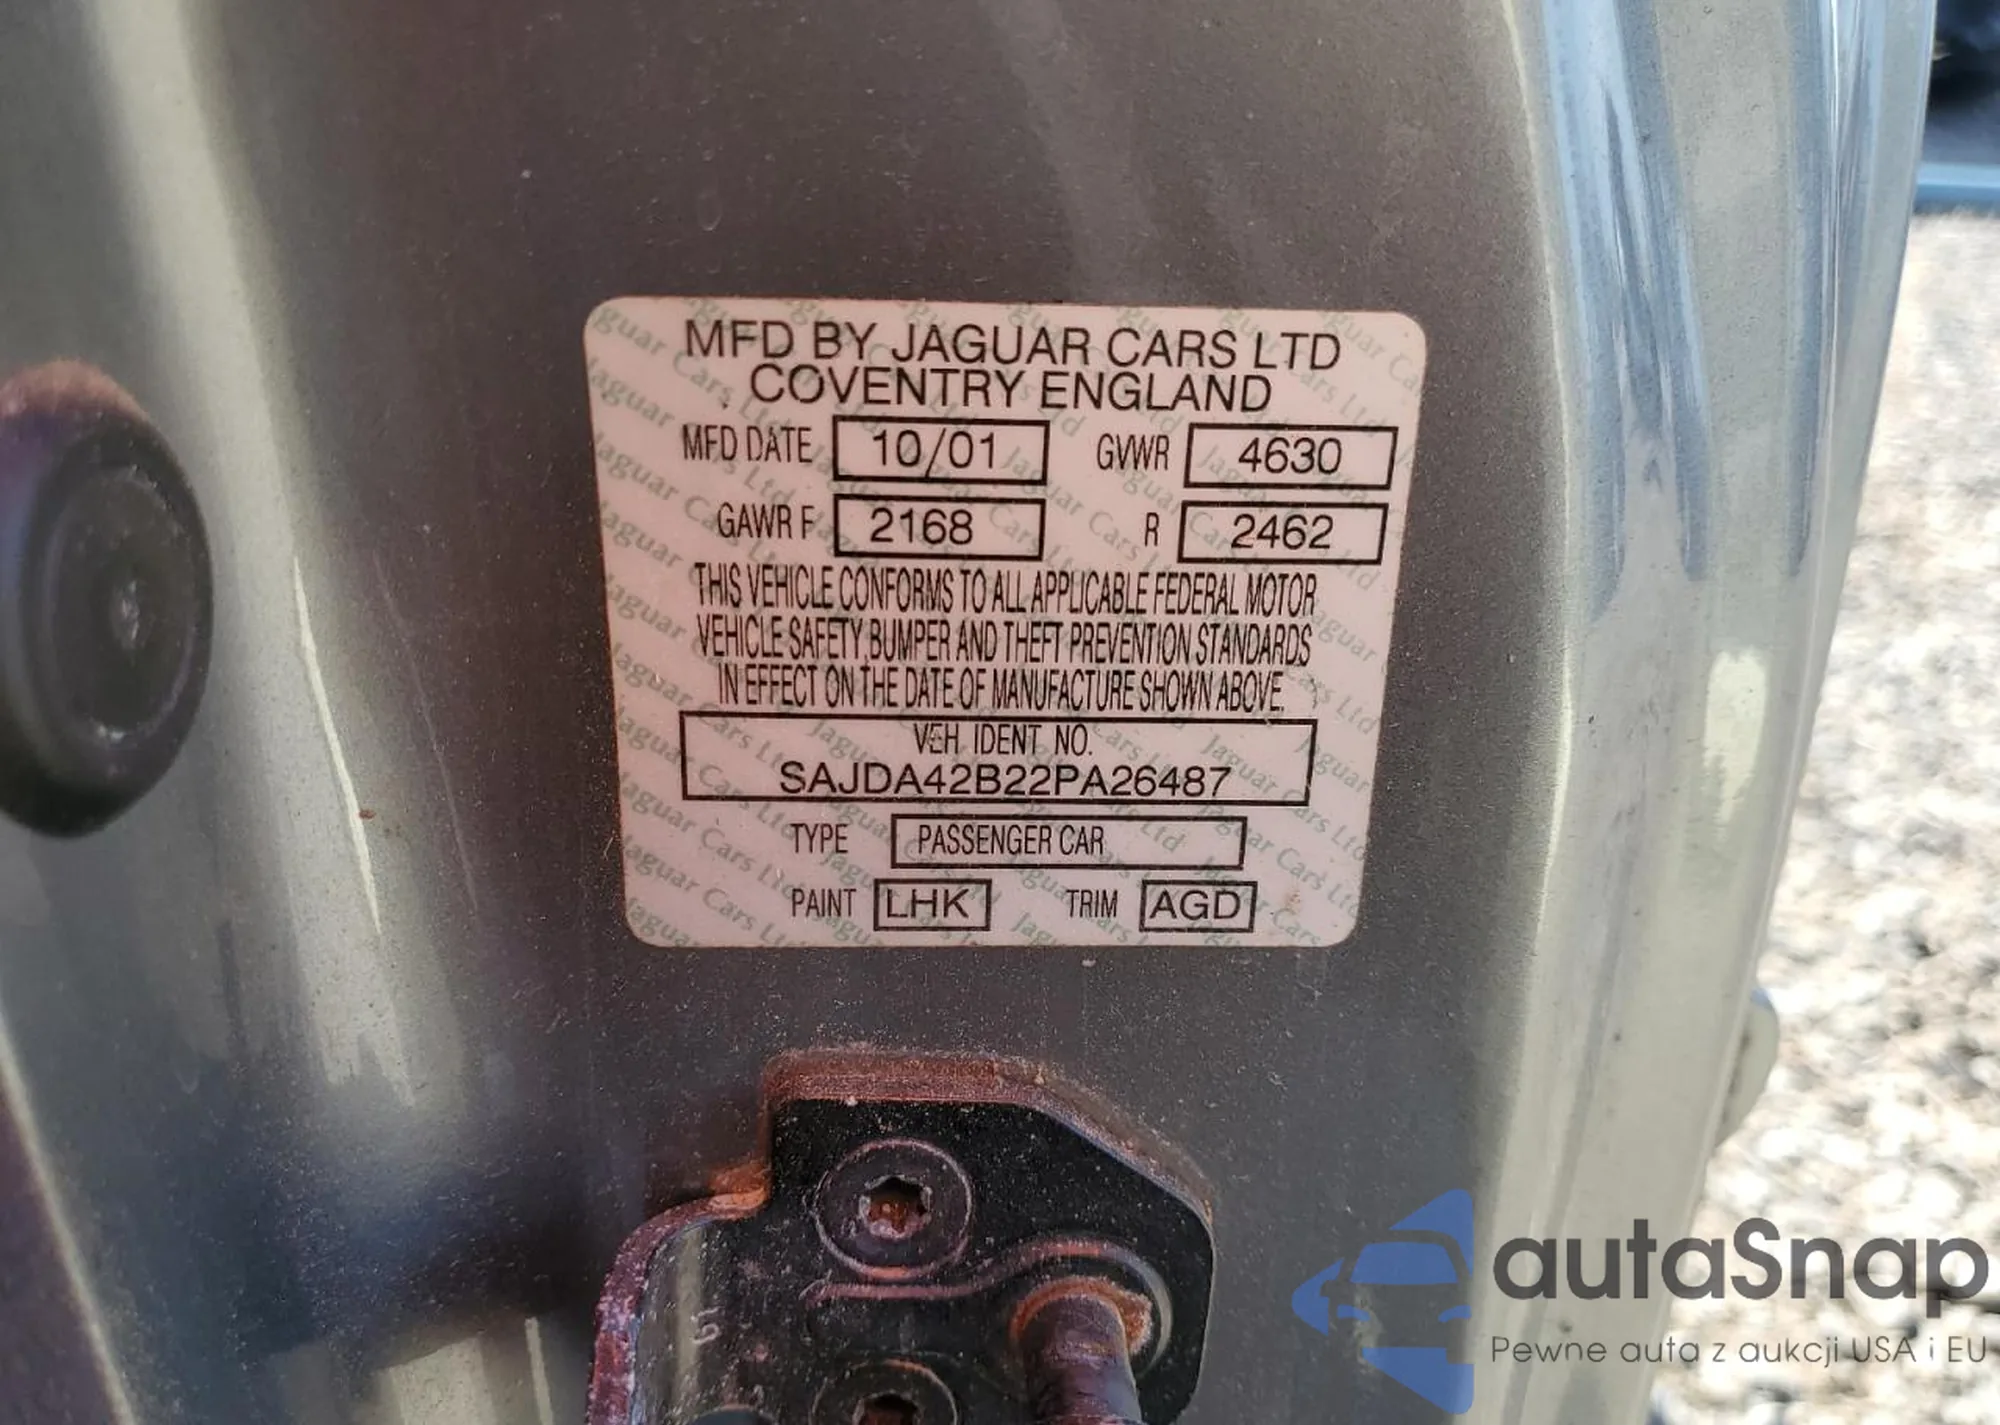 MFD BY JAGUAR CARS LTD
COVENTRY ENGLAND
MFD DATE 10/01 GVWR 4630
GAWR F 2168 R 2462
THIS VEHICLE CONFORMS TO ALL APPLICABLE FEDERAL MOTOR
VEHICLE SAFETY, BUMPER AND THEFT PREVENTION STANDARDS
IN EFFECT ON THE DATE OF MANUFACTURE SHOWN ABOVE.
VEH IDENT NO.
SAJDA42B22PA26487
TYPE PASSENGER CAR
PAINT LHK TRIM AGD
autaSnap
Pewne auta z aukcji USA i EU